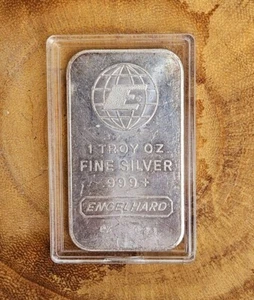 E
1 TROY OZ
FINE SILVER
.999+
ENGELHARD